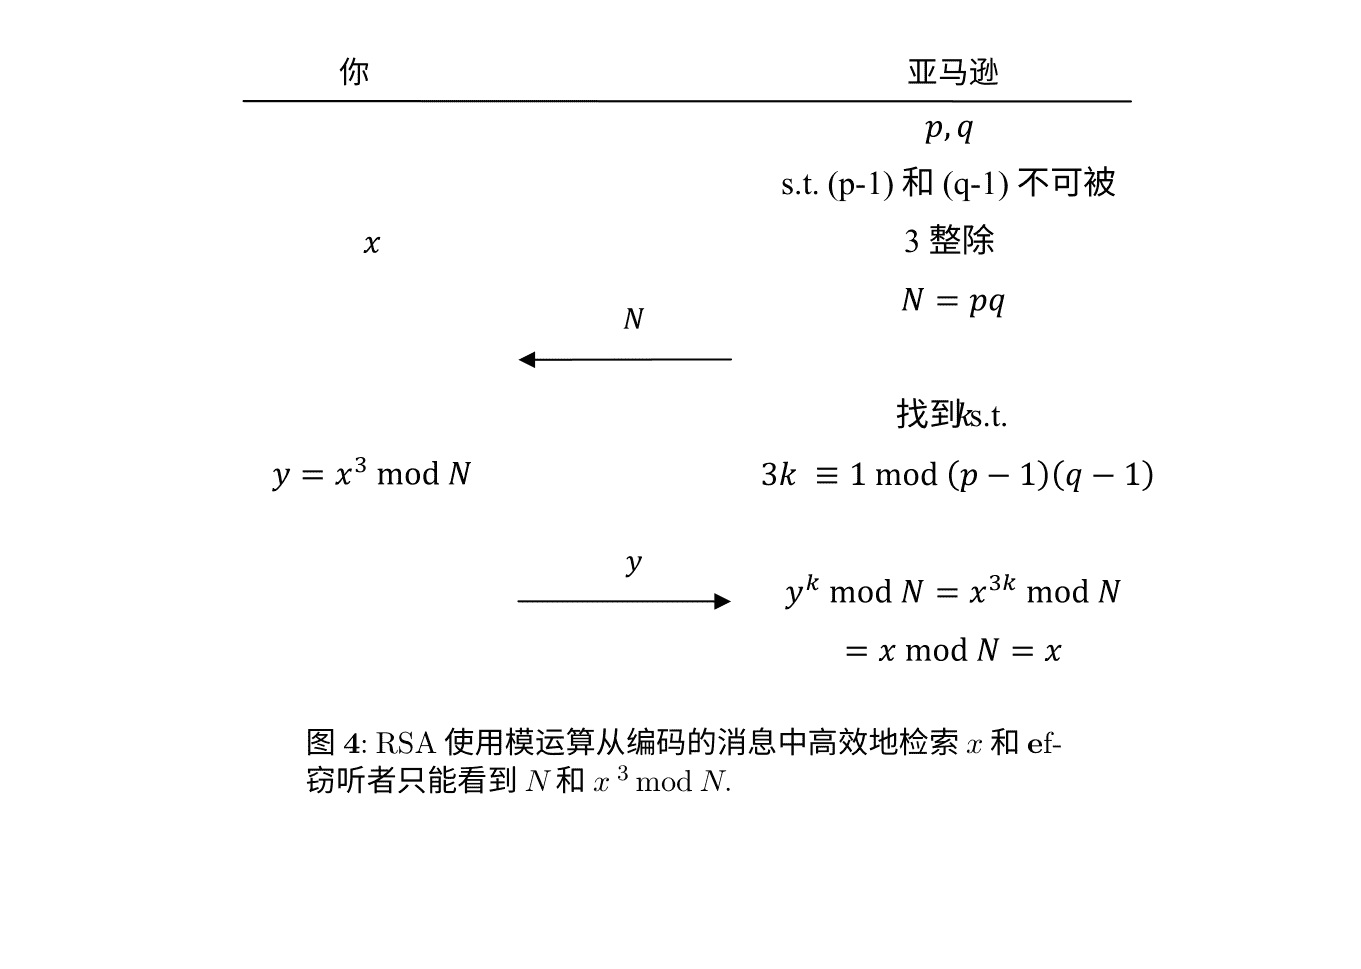 你 亚马逊
p, q
s.t. (p-1) 和 (q-1) 不可被
x 3 整除
N = pq
N
找到k s.t.
y = x³ mod N 3k ≡ 1 mod (p − 1)(q − 1)
y
yᵏ mod N = x³ᵏ mod N
= x mod N = x
图 4: RSA 使用模运算从编码的消息中高效地检索 x 和 ef-
窃听者只能看到 N 和 x ³ mod N.